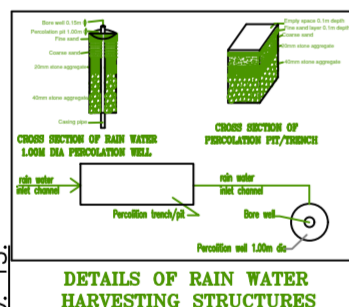 Bore well 0.15m
Percolation pit 1.00m
Fine sand
Coarse sand
20mm stone aggregate
40mm stone aggregate
Casing pipe
CROSS SECTION OF RAIN WATER
1.00M DIA PERCOLATION WELL
Empty space 0.1m depth
Fine sand layer 0.1m depth
Coarse sand
20mm stone aggregate
40mm stone aggregate
CROSS SECTION OF
PERCOLATION PIT/TRENCH
rain water
inlet channel
Percolition trench/pit
rain water
inlet channel
Bore well
Percolation well 1.00m dia
DETAILS OF RAIN WATER
HARVESTING STRUCTURES